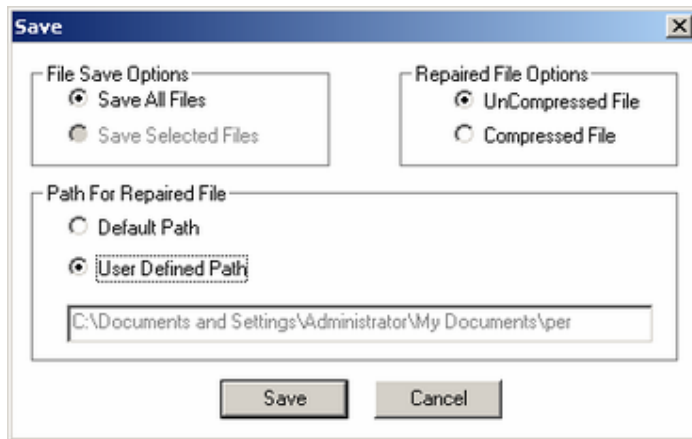 Save
File Save Options
Save All Files
Save Selected Files
Repaired File Options
UnCompressed File
Compressed File
Path For Repaired File
Default Path
User Defined Path
C:\Documents and Settings\Administrator\My Documents\per
Save
Cancel